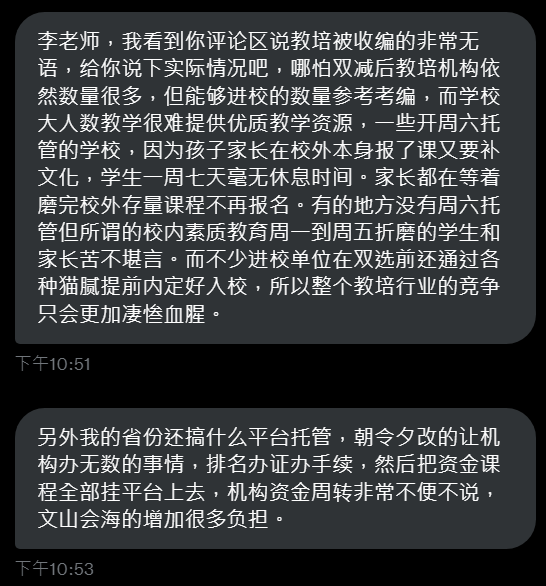 李老师，我看到你评论区说教培被收编的非常无
语，给你说下实际情况吧，哪怕双减后教培机构依
然数量很多，但能够进校的数量参考考编，而学校
大人数教学很难提供优质教学资源，一些开周六托
管的学校，因为孩子家长在校外本身报了课又要补
文化，学生一周七天毫无休息时间。家长都在等着
磨完校外存量课程不再报名。有的地方没有周六托
管但所谓的校内素质教育周一到周五折磨的学生和
家长苦不堪言。而不少进校单位在双选前还通过各
种猫腻提前内定好入校，所以整个教培行业的竞争
只会更加凄惨血腥。
下午10:51
另外我的省份还搞什么平台托管，朝令夕改的让机
构办无数的事情，排名办证办手续，然后把资金课
程全部挂平台上去，机构资金周转非常不便不说，
文山会海的增加很多负担。
下午10:53